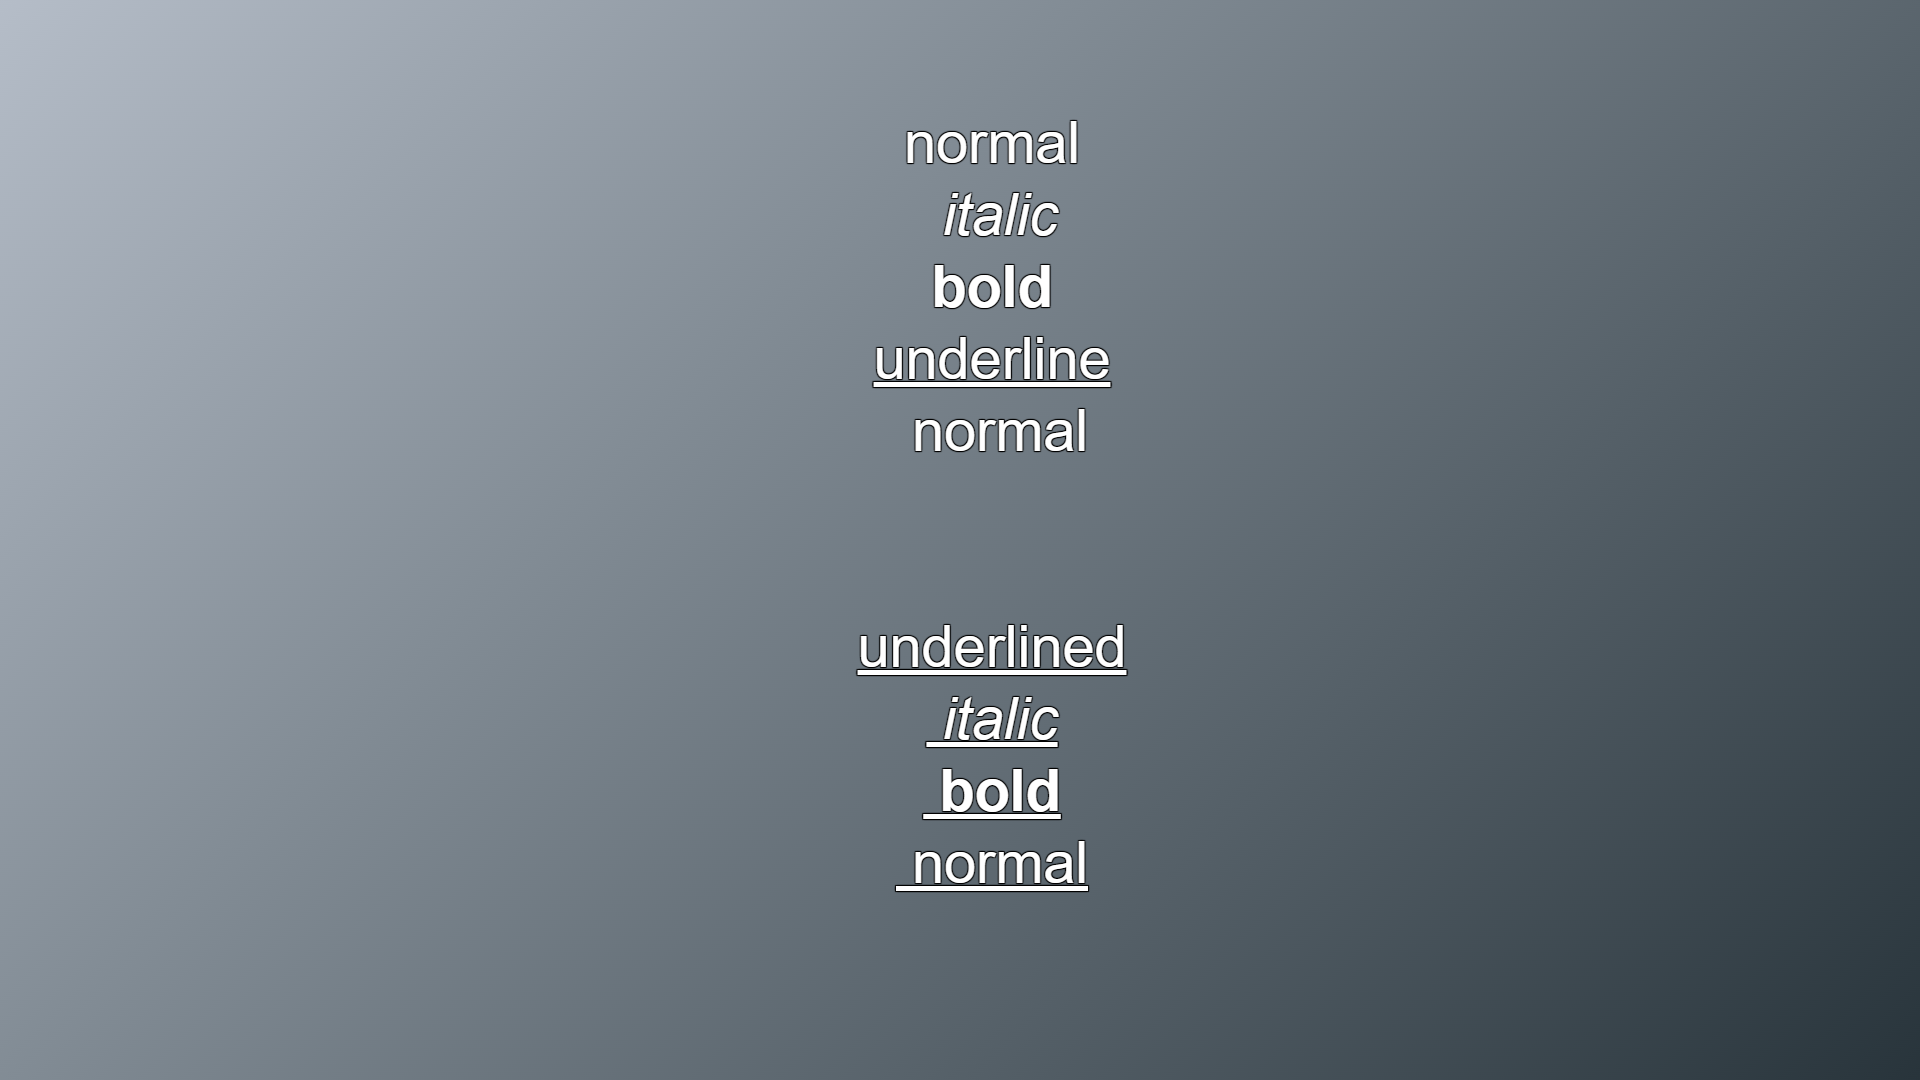 normal
italic
bold
underline
normal
underlined
italic
bold
normal